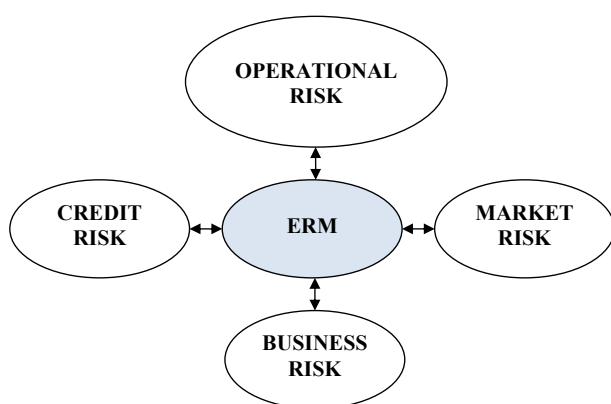 OPERATIONAL
RISK
CREDIT
RISK
ERM
MARKET
RISK
BUSINESS
RISK